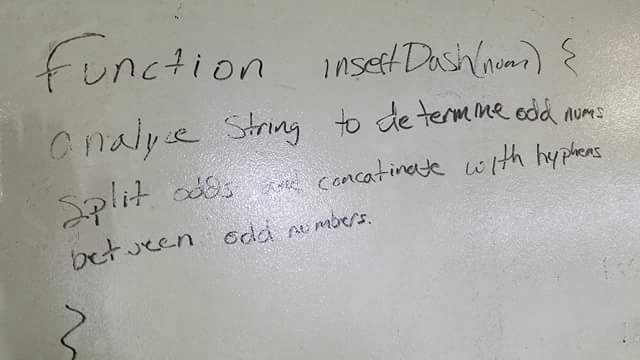 Function insertDash(num) {
analyse String to determine odd nums
Split odds and concatinate with hyphens
between odd numbers.
}